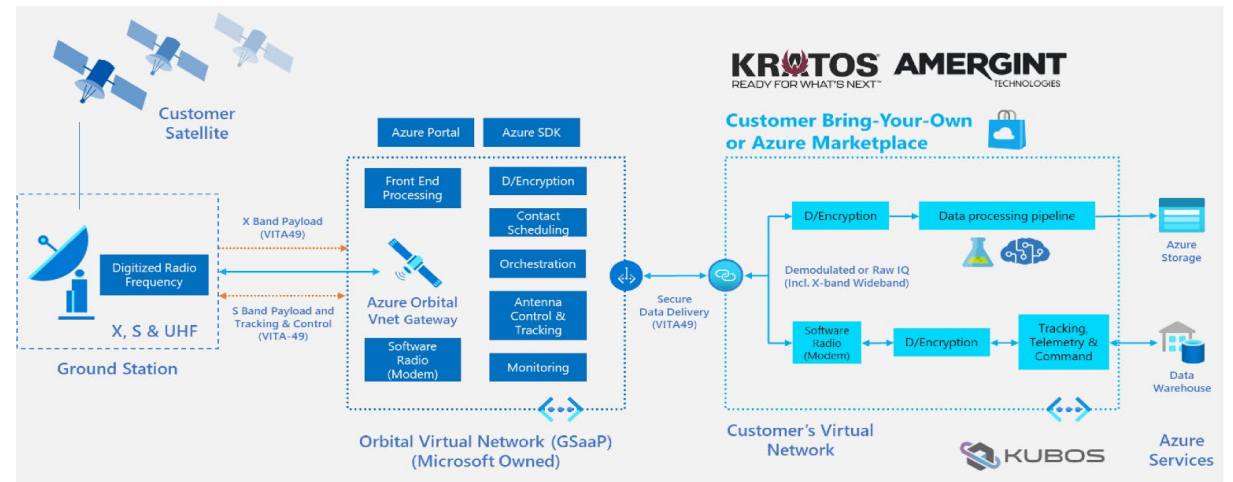 Customer
Satellite
X Band Payload
(VITA49)
Digitized Radio
Frequency
S Band Payload and
Tracking & Control
(VITA-49)
X, S & UHF
Ground Station
Azure Portal
Azure SDK
Front End
Processing
D/Encryption
Contact
Scheduling
Orchestration
Azure Orbital
Vnet Gateway
Antenna
Control &
Tracking
Software
Radio
(Modem)
Monitoring
Orbital Virtual Network (GSaaP)
(Microsoft Owned)
Secure
Data Delivery
(VITA49)
KRATOS
READY FOR WHAT'S NEXT™
AMERGINT
TECHNOLOGIES
Customer Bring-Your-Own
or Azure Marketplace
D/Encryption
Data processing pipeline
Demodulated or Raw IQ
(Incl. X-band Wideband)
Software
Radio
(Modem)
D/Encryption
Tracking,
Telemetry &
Command
Customer's Virtual
Network
KUBOS
Azure
Storage
Data
Warehouse
Azure
Services